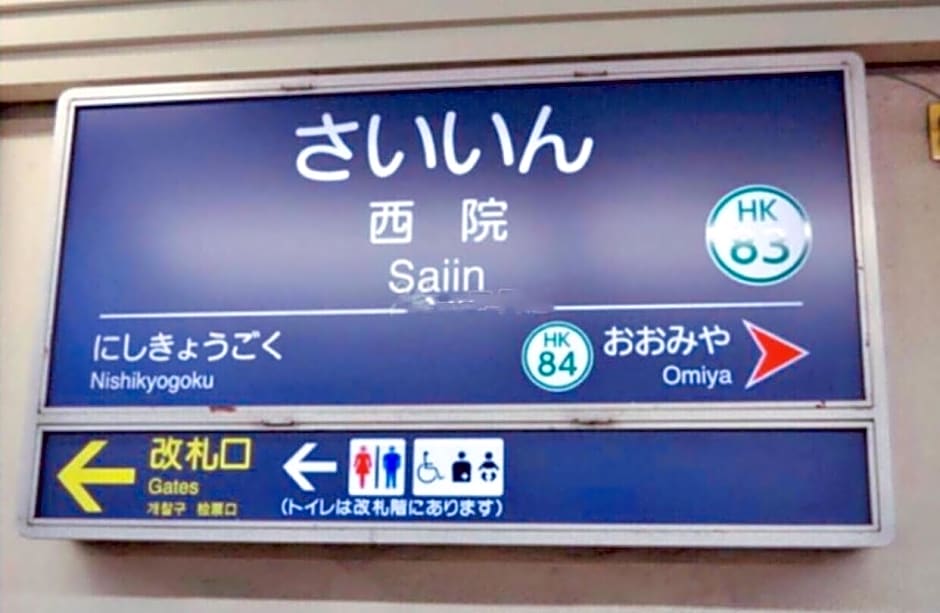 さいいん
西院
Saiin
HK
83
にしきょうごく
Nishikyogoku
HK
84
おおみや
Omiya
改札口
Gates
개찰구 检票口
(トイレは改札階にあります)